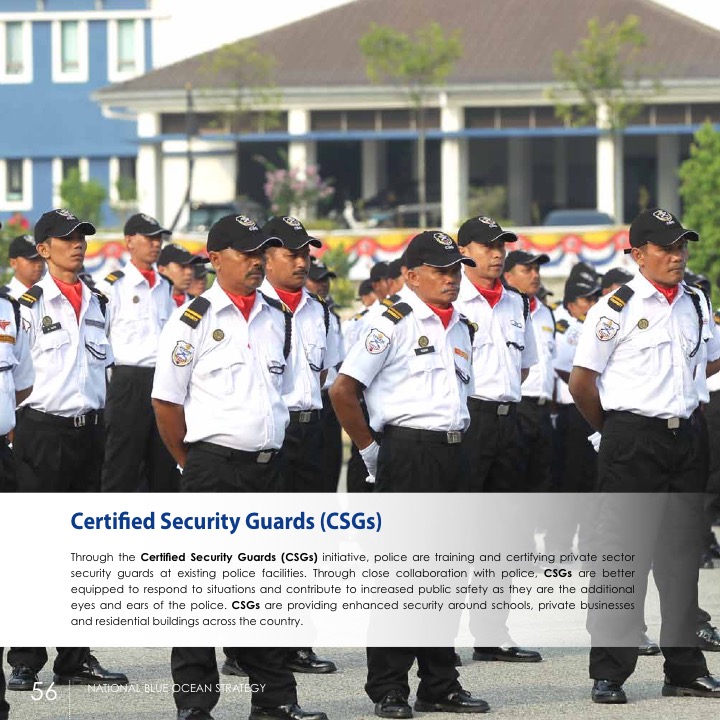 Certified Security Guards (CSGs)
Through the Certified Security Guards (CSGs) initiative, police are training and certifying private sector
security guards at existing police facilities. Through close collaboration with police, CSGs are better
equipped to respond to situations and contribute to increased public safety as they are the additional
eyes and ears of the police. CSGs are providing enhanced security around schools, private businesses
and residential buildings across the country.
56
NATIONAL BLUE OCEAN STRATEGY